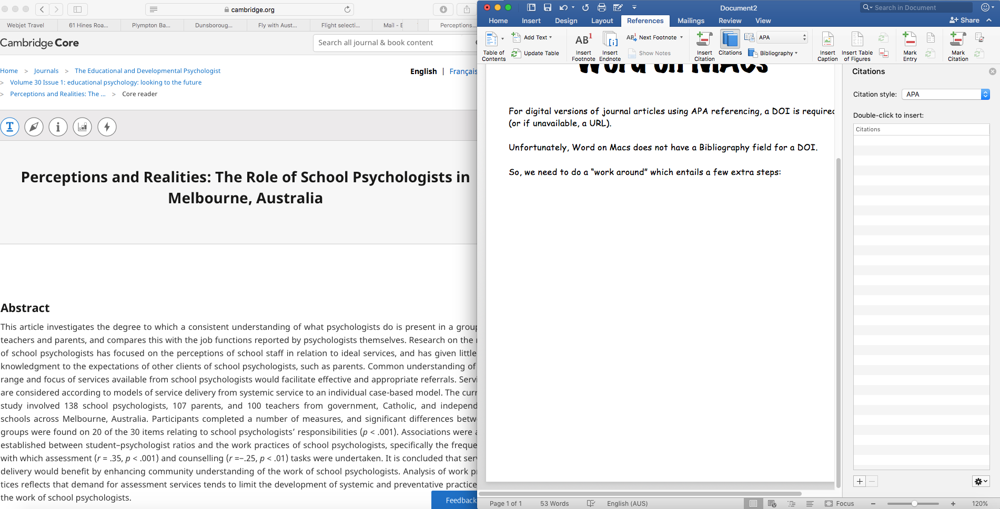 cambridge.org
Webjet Travel
61 Hines Roa...
Plympton Ba...
Dunsboroug...
Fly with Aust...
Flight selecti...
Mail - E
Perceptions...
Cambridge Core
Search all journal & book content
Home > Journals > The Educational and Developmental Psychologist
> Volume 30 Issue 1: educational psychology: looking to the future
> Perceptions and Realities: The ... > Core reader
English | Français
Perceptions and Realities: The Role of School Psychologists in
Melbourne, Australia
Abstract
This article investigates the degree to which a consistent understanding of what psychologists do is present in a group
teachers and parents, and compares this with the job functions reported by psychologists themselves. Research on the
of school psychologists has focused on the perceptions of school staff in relation to ideal services, and has given little
knowledgment to the expectations of other clients of school psychologists, such as parents. Common understanding of
range and focus of services available from school psychologists would facilitate effective and appropriate referrals. Servi
are considered according to models of service delivery from systemic service to an individual case-based model. The curr
study involved 138 school psychologists, 107 parents, and 100 teachers from government, Catholic, and independ
schools across Melbourne, Australia. Participants completed a number of measures, and significant differences betw
groups were found on 20 of the 30 items relating to school psychologists’ responsibilities (p < .001). Associations were a
established between student–psychologist ratios and the work practices of school psychologists, specifically the freque
with which assessment (r = .35, p < .001) and counselling (r =−.25, p < .01) tasks were undertaken. It is concluded that ser
delivery would benefit by enhancing community understanding of the work of school psychologists. Analysis of work p
tices reflects that demand for assessment services tends to limit the development of systemic and preventative practice
the work of school psychologists.
Feedback
Document2
Search in Document
Home
Insert
Design
Layout
References
Mailings
Review
View
Share
Table of
Contents
Add Text
Update Table
AB1
Insert
Footnote
Insert
Endnote
AB1 Next Footnote
Show Notes
Insert
Citation
Citations
APA
Bibliography
Insert
Caption
Insert Table
of Figures
Mark
Entry
Mark
Citation
Word on MACs
For digital versions of journal articles using APA referencing, a DOI is required
(or if unavailable, a URL).
Unfortunately, Word on Macs does not have a Bibliography field for a DOI.
So, we need to do a “work around” which entails a few extra steps:
Citations
Citation style: APA
Double-click to insert:
Citations
Page 1 of 1
53 Words
English (AUS)
Focus
120%